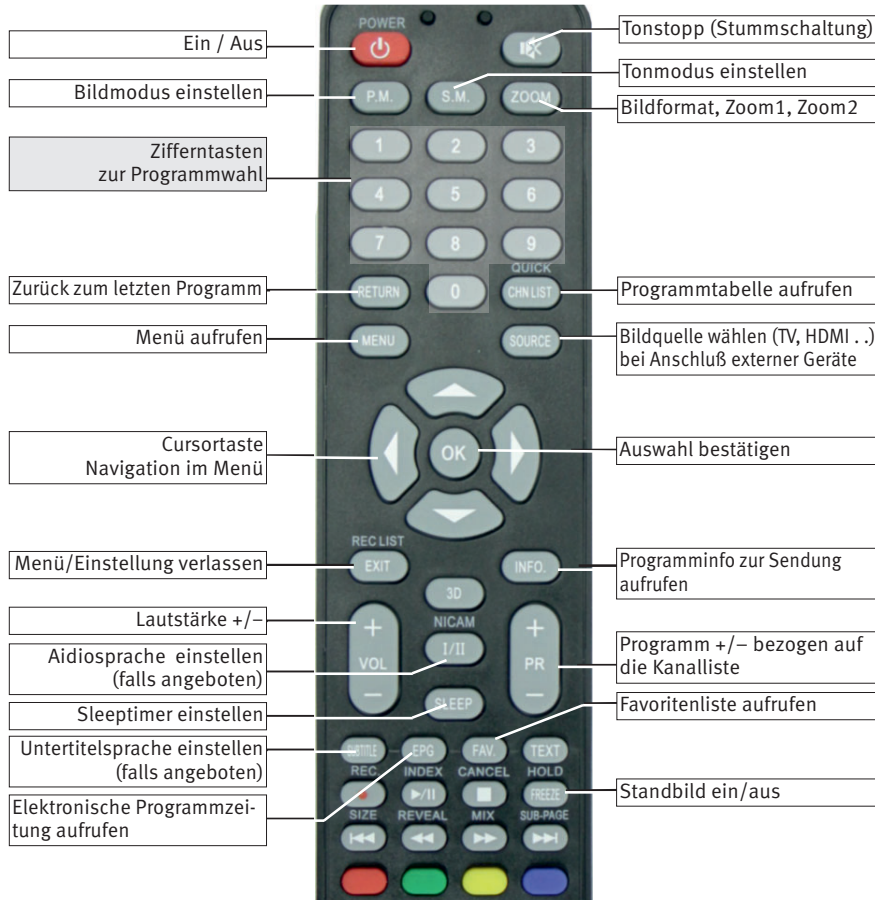 POWER
Ein / Aus
Tonstopp (Stummschaltung)
Tonmodus einstellen
Bildmodus einstellen
P.M.
S.M.
ZOOM
Bildformat, Zoom1, Zoom2
Zifferntasten
zur Programmwahl
1 2 3
4 5 6
7 8 9
QUICK
Zurück zum letzten Programm
RETURN
0
CHN LIST
Programmtabelle aufrufen
Menü aufrufen
MENU
SOURCE
Bildquelle wählen (TV, HDMI . .)
bei Anschluß externer Geräte
Cursortaste
Navigation im Menü
OK
Auswahl bestätigen
REC LIST
Menü/Einstellung verlassen
EXIT
INFO.
Programminfo zur Sendung
aufrufen
3D
Lautstärke +/–
+
VOL
–
NICAM
I/II
+
PR
–
Aidiosprache einstellen
(falls angeboten)
Programm +/– bezogen auf
die Kanalliste
Sleeptimer einstellen
SLEEP
Favoritenliste aufrufen
Untertitelsprache einstellen
(falls angeboten)
SUBTITLE EPG FAV. TEXT
REC INDEX CANCEL HOLD
Elektronische Programmzei-
tung aufrufen
FREEZE
Standbild ein/aus
SIZE REVEAL MIX SUB-PAGE